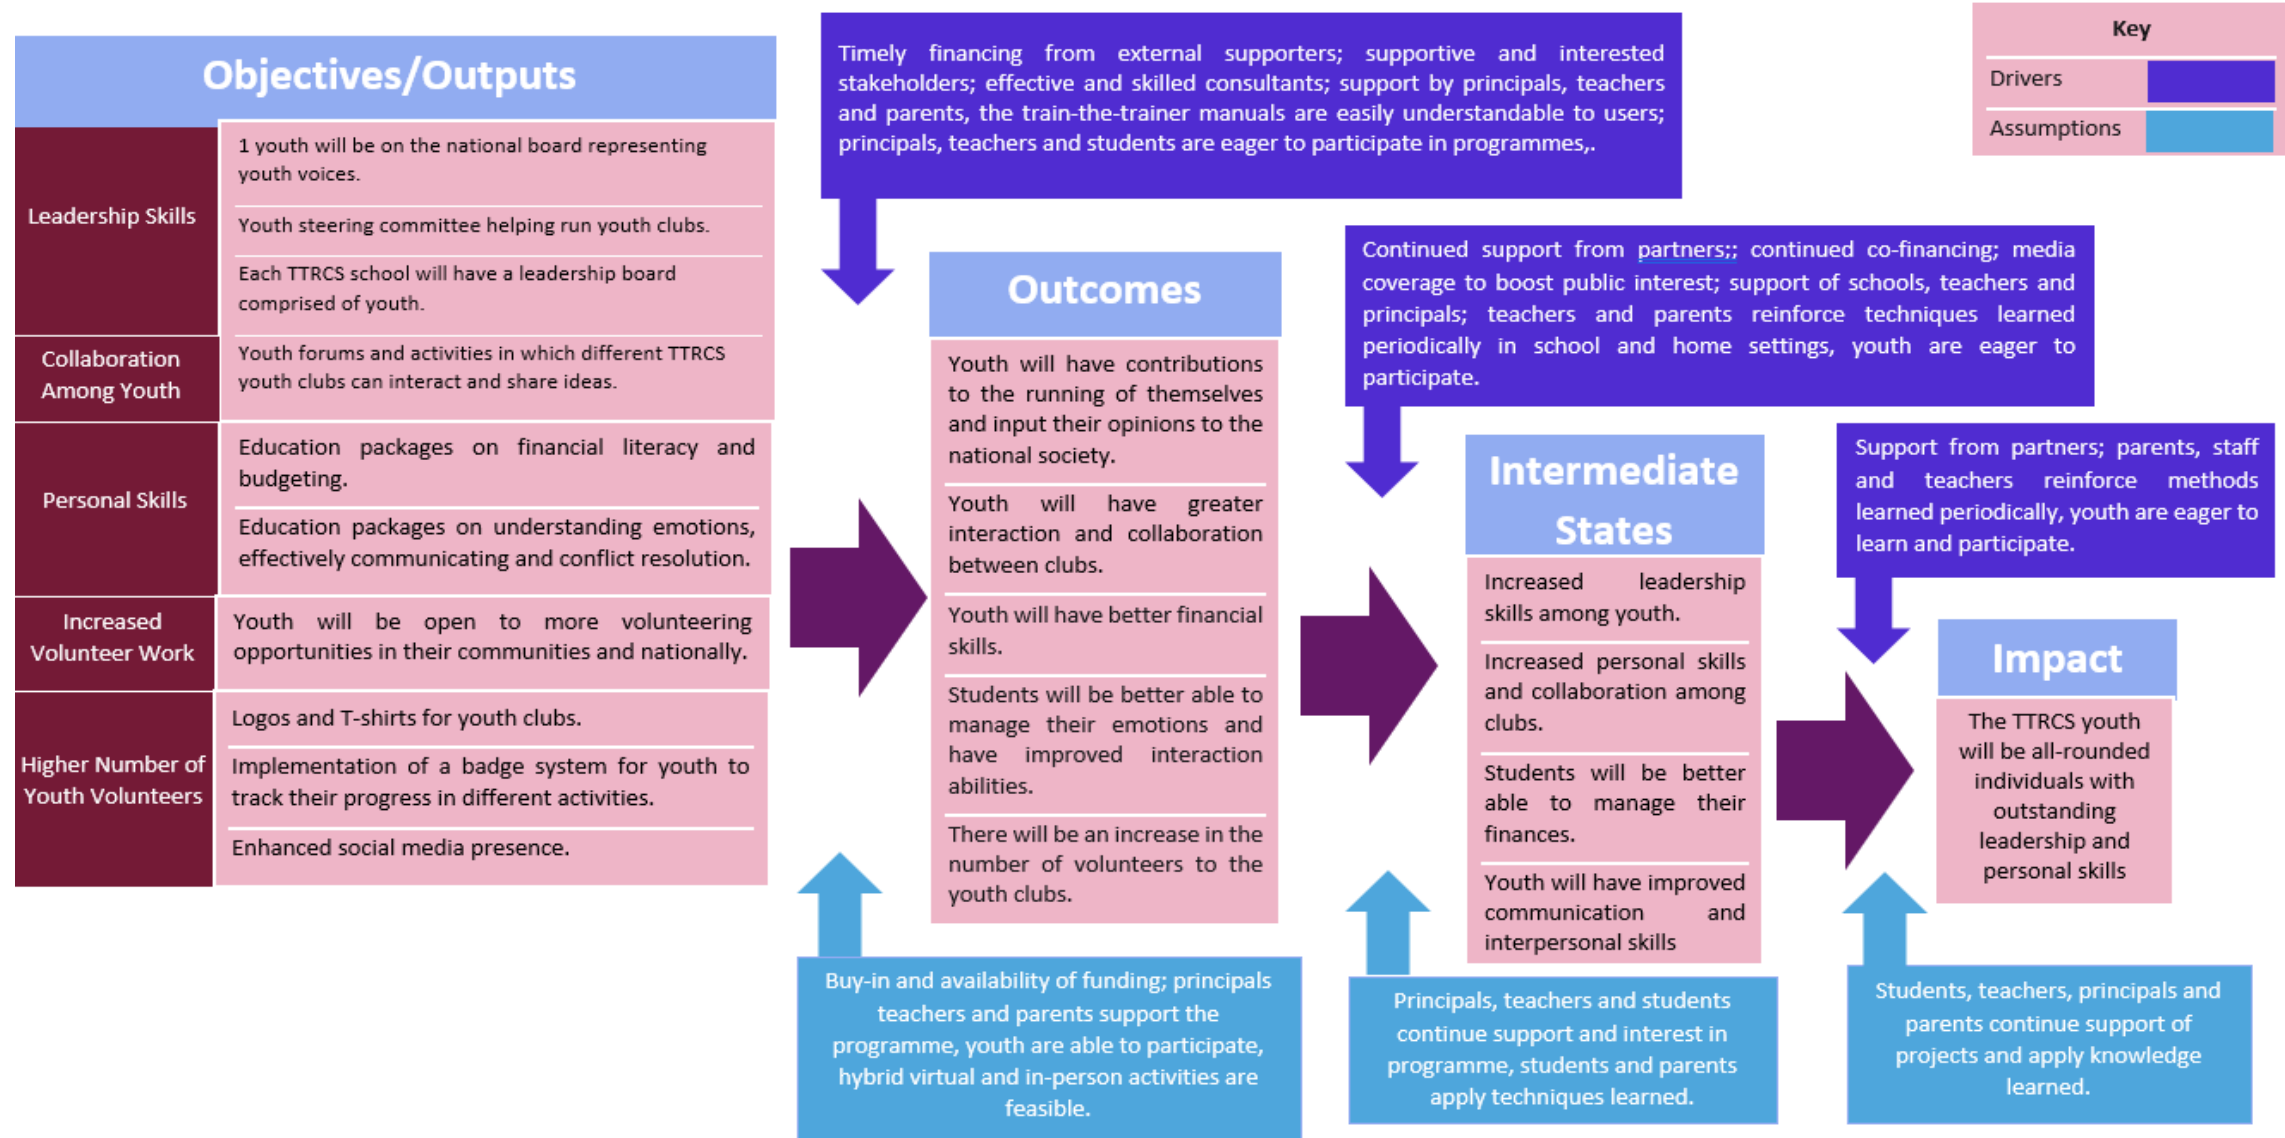 Objectives/Outputs
Leadership Skills
1 youth will be on the national board representing
youth voices.
Youth steering committee helping run youth clubs.
Each TTRCS school will have a leadership board
comprised of youth.
Collaboration
Among Youth
Youth forums and activities in which different TTRCS
youth clubs can interact and share ideas.
Personal Skills
Education packages on financial literacy and
budgeting.
Education packages on understanding emotions,
effectively communicating and conflict resolution.
Increased
Volunteer Work
Youth will be open to more volunteering
opportunities in their communities and nationally.
Higher Number of
Youth Volunteers
Logos and T-shirts for youth clubs.
Implementation of a badge system for youth to
track their progress in different activities.
Enhanced social media presence.
Timely financing from external supporters; supportive and interested
stakeholders; effective and skilled consultants; support by principals, teachers
and parents, the train-the-trainer manuals are easily understandable to users;
principals, teachers and students are eager to participate in programmes,.
Outcomes
Youth will have contributions
to the running of themselves
and input their opinions to the
national society.
Youth will have greater
interaction and collaboration
between clubs.
Youth will have better financial
skills.
Students will be better able to
manage their emotions and
have improved interaction
abilities.
There will be an increase in the
number of volunteers to the
youth clubs.
Buy-in and availability of funding; principals
teachers and parents support the
programme, youth are able to participate,
hybrid virtual and in-person activities are
feasible.
Continued support from partners;; continued co-financing; media
coverage to boost public interest; support of schools, teachers and
principals; teachers and parents reinforce techniques learned
periodically in school and home settings, youth are eager to
participate.
Intermediate
States
Increased leadership
skills among youth.
Increased personal skills
and collaboration among
clubs.
Students will be better
able to manage their
finances.
Youth will have improved
communication and
interpersonal skills
Principals, teachers and students
continue support and interest in
programme, students and parents
apply techniques learned.
Key
Drivers
Assumptions
Support from partners; parents, staff
and teachers reinforce methods
learned periodically, youth are eager to
learn and participate.
Impact
The TTRCS youth
will be all-rounded
individuals with
outstanding
leadership and
personal skills
Students, teachers, principals and
parents continue support of
projects and apply knowledge
learned.